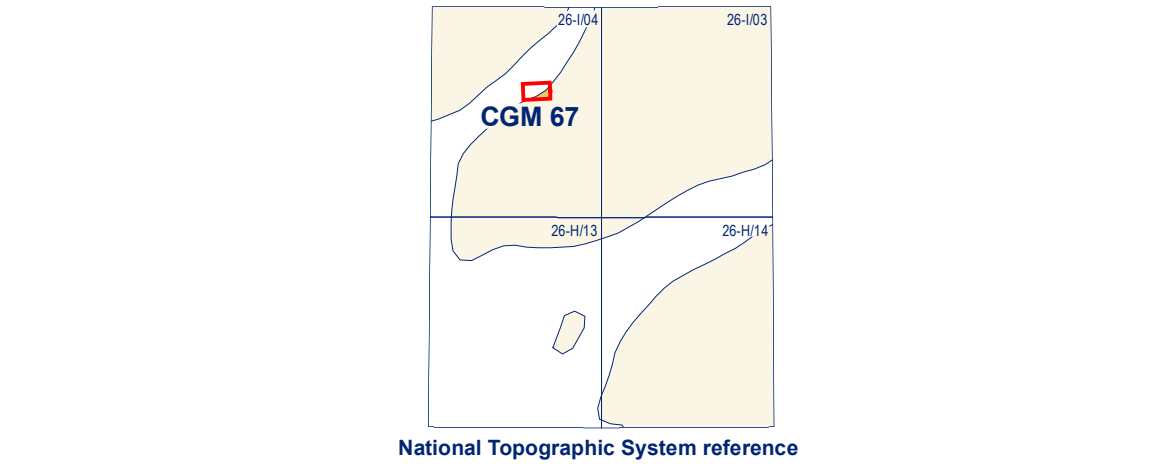 26-I/04
26-I/03
CGM 67
26-H/13
26-H/14
National Topographic System reference